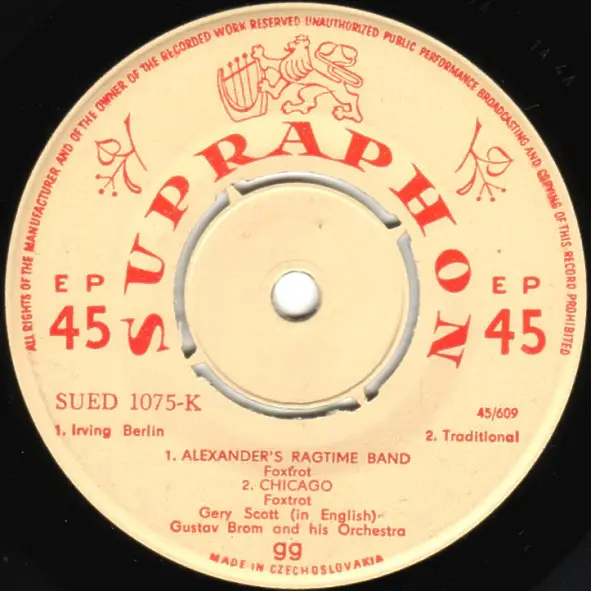 ALL RIGHTS OF THE MANUFACTURER AND OF THE OWNER OF THE RECORDED WORK RESERVED UNAUTHORIZED PUBLIC PERFORMANCE BROADCASTING AND COPYING OF THIS RECORD PROHIBITED
SUPRAPHON
EP
45
EP
45
SUED 1075-K
45/609
1. Irving Berlin
2. Traditional
1. ALEXANDER'S RAGTIME BAND
Foxtrot
2. CHICAGO
Foxtrot
Gery Scott (in English)-
Gustav Brom and his Orchestra
99
MADE IN CZECHOSLOVAKIA